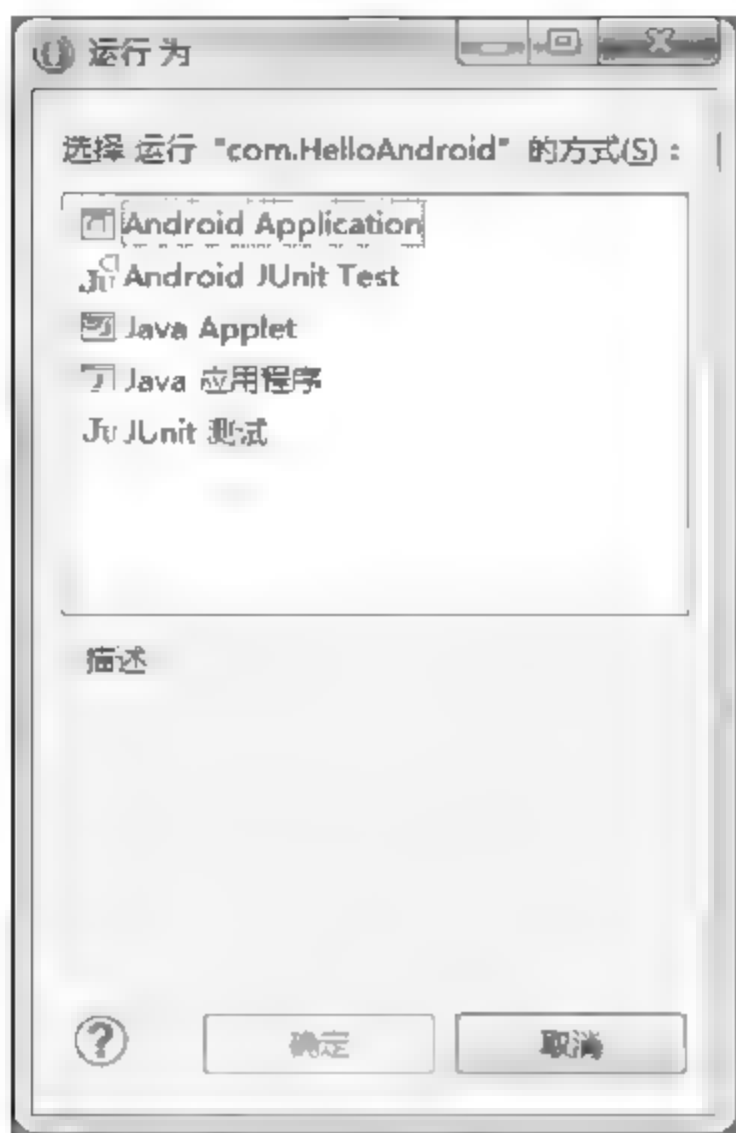 运行 为
选择 运行 "com.HelloAndroid" 的方式(S)：
Android Application
Android JUnit Test
Java Applet
Java 应用程序
JUnit 测试
描述
确定
取消